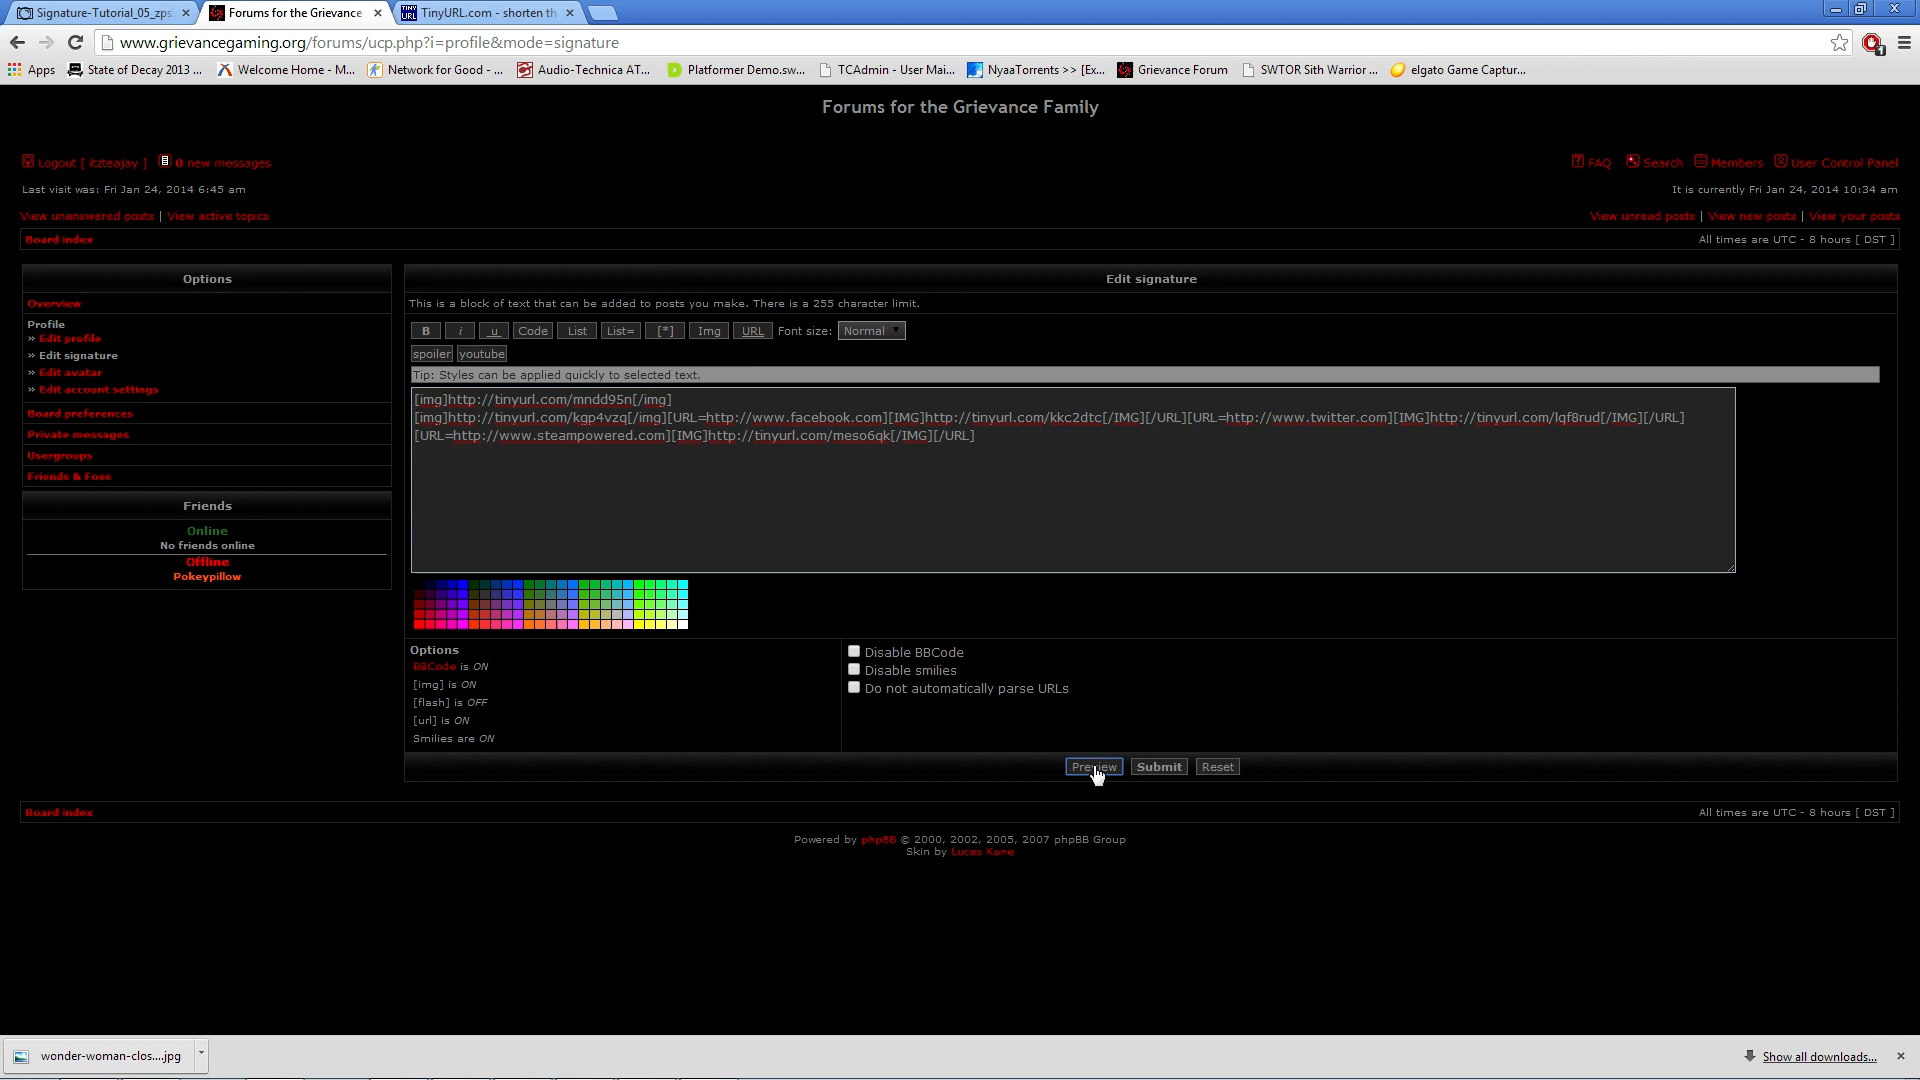 Signature-Tutorial_05_zps
Forums for the Grievance
TinyURL.com - shorten th
www.grievancegaming.org/forums/ucp.php?i=profile&mode=signature
Apps State of Decay 2013 ... Welcome Home - M... Network for Good - ... Audio-Technica AT... Platformer Demo.sw... TCAdmin - User Mai... NyaaTorrents >> [Ex... Grievance Forum SWTOR Sith Warrior ... elgato Game Captur...
Forums for the Grievance Family
Logout [ itzteajay ] 0 new messages
FAQ Search Members User Control Panel
Last visit was: Fri Jan 24, 2014 6:45 am
It is currently Fri Jan 24, 2014 10:34 am
View unanswered posts | View active topics
View unread posts | View new posts | View your posts
Board index
All times are UTC - 8 hours [ DST ]
Options
Overview
Profile
» Edit profile
» Edit signature
» Edit avatar
» Edit account settings
Board preferences
Private messages
Usergroups
Friends & Foes
Friends
Online
No friends online
Offline
Pokeypillow
Edit signature
This is a block of text that can be added to posts you make. There is a 255 character limit.
B i u Code List List= [*] Img URL Font size: Normal
spoiler youtube
Tip: Styles can be applied quickly to selected text.
[img]http://tinyurl.com/mndd95n[/img]
[img]http://tinyurl.com/kgp4vzq[/img][URL=http://www.facebook.com][IMG]http://tinyurl.com/kkc2dtc[/IMG][/URL][URL=http://www.twitter.com][IMG]http://tinyurl.com/lqf8rud[/IMG][/URL]
[URL=http://www.steampowered.com][IMG]http://tinyurl.com/meso6qk[/IMG][/URL]
Options
BBCode is ON
[img] is ON
[flash] is OFF
[url] is ON
Smilies are ON
Disable BBCode
Disable smilies
Do not automatically parse URLs
Preview Submit Reset
Board index
All times are UTC - 8 hours [ DST ]
Powered by phpBB © 2000, 2002, 2005, 2007 phpBB Group
Skin by Lucas Kane
wonder-woman-clos....jpg
Show all downloads...